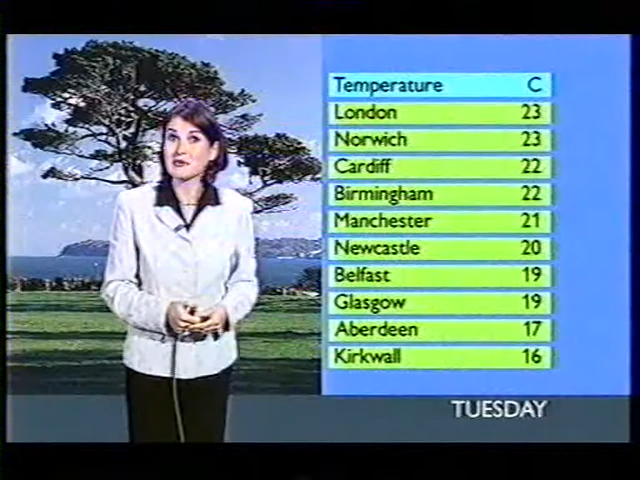 Temperature C
London 23
Norwich 23
Cardiff 22
Birmingham 22
Manchester 21
Newcastle 20
Belfast 19
Glasgow 19
Aberdeen 17
Kirkwall 16
TUESDAY